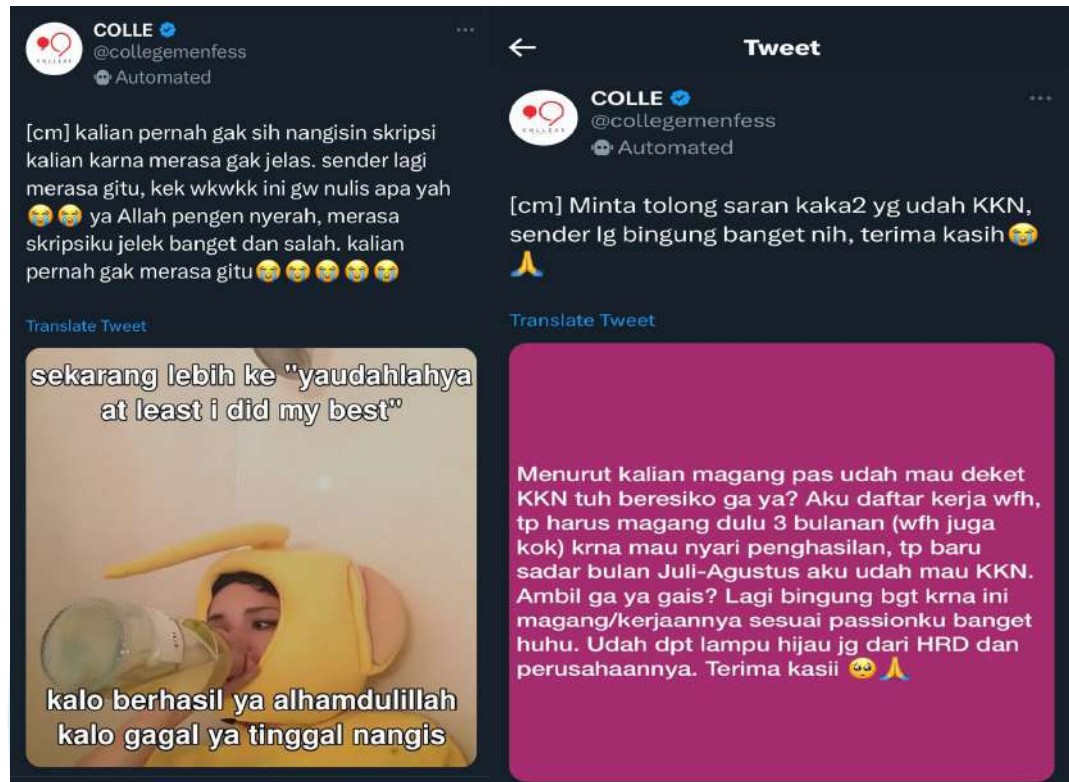 COLLE
@collegemenfess
Automated
[cm] kalian pernah gak sih nangisin skripsi
kalian karna merasa gak jelas. sender lagi
merasa gitu, kek wkwkk ini gw nulis apa yah
😭😭 ya Allah pengen nyerah, merasa
skripsiku jelek banget dan salah. kalian
pernah gak merasa gitu😭😭😭😭😭
Translate Tweet
sekarang lebih ke "yaudahlahya
at least i did my best"
kalo berhasil ya alhamdulillah
kalo gagal ya tinggal nangis
Tweet
COLLE
@collegemenfess
Automated
[cm] Minta tolong saran kaka2 yg udah KKN,
sender lg bingung banget nih, terima kasih😭
🙏
Translate Tweet
Menurut kalian magang pas udah mau deket
KKN tuh beresiko ga ya? Aku daftar kerja wfh,
tp harus magang dulu 3 bulanan (wfh juga
kok) krna mau nyari penghasilan, tp baru
sadar bulan Juli-Agustus aku udah mau KKN.
Ambil ga ya gais? Lagi bingung bgt krna ini
magang/kerjaannya sesuai passionku banget
huhu. Udah dpt lampu hijau jg dari HRD dan
perusahaannya. Terima kasii 🥺🙏